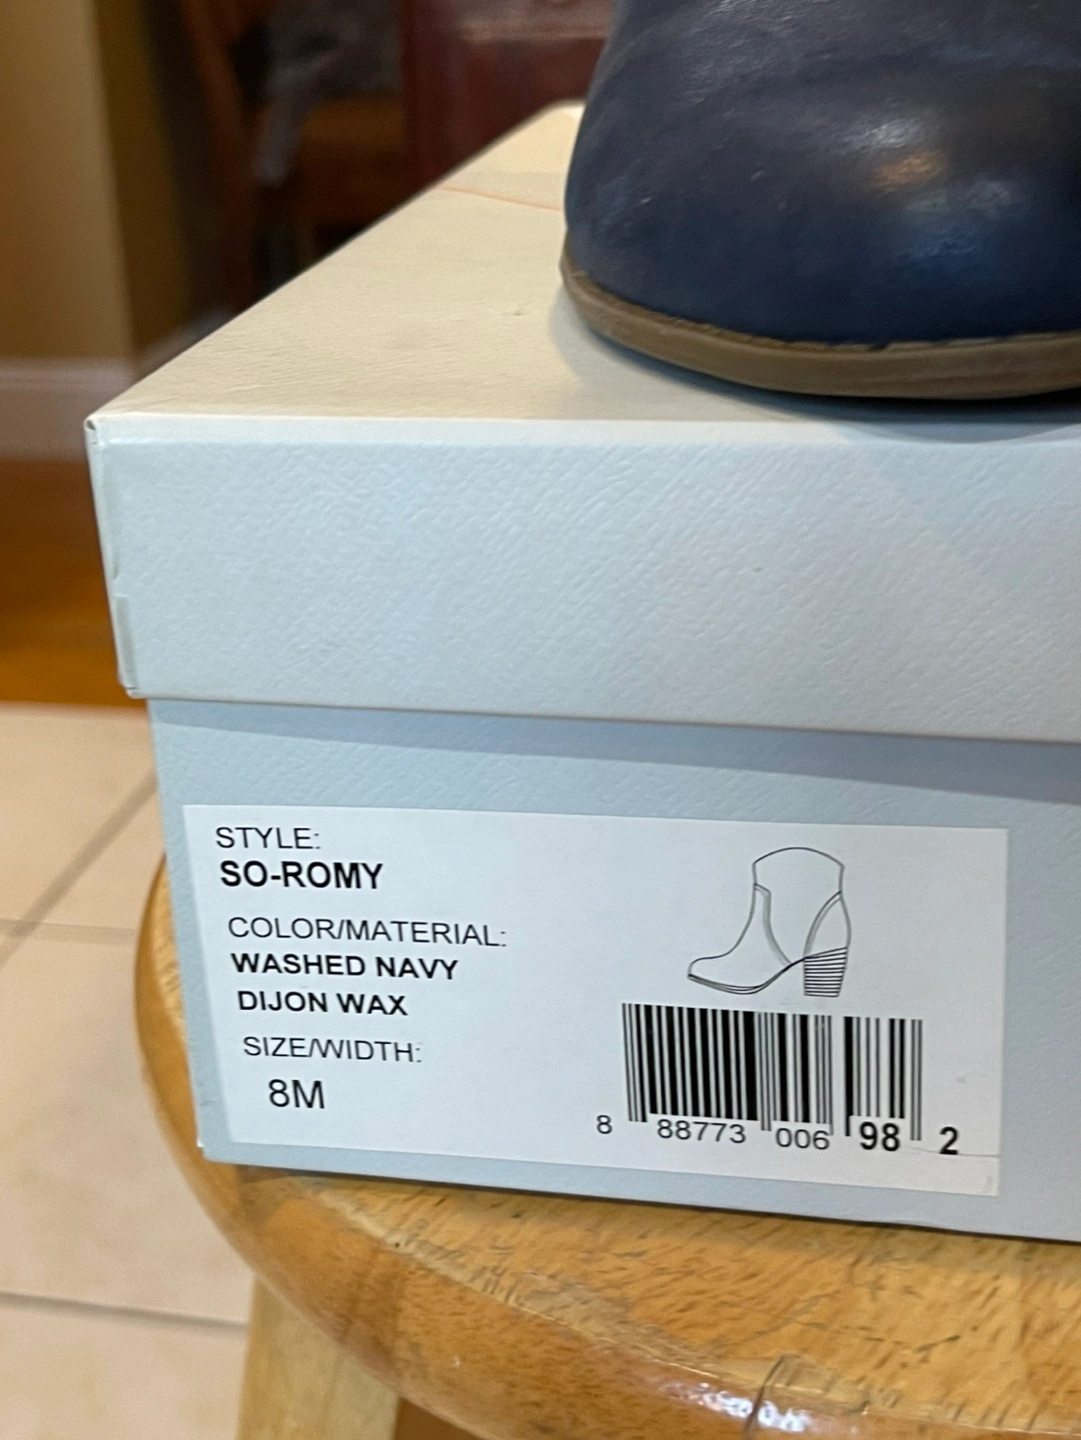 STYLE:
SO-ROMY
COLOR/MATERIAL:
WASHED NAVY
DIJON WAX
SIZE/WIDTH:
8M
8 88773 006 98 2